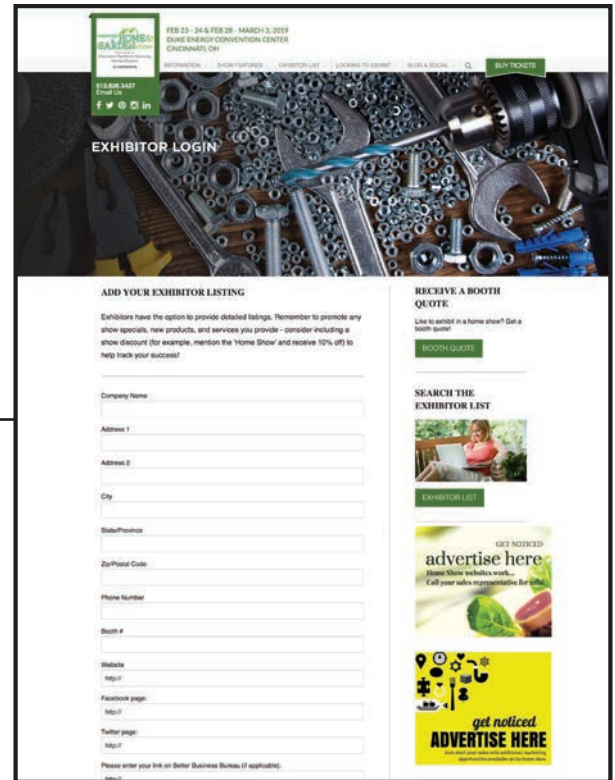 HOME &
GARDEN
FEB 23 - 24 & FEB 28 - MARCH 3, 2019
DUKE ENERGY CONVENTION CENTER
CINCINNATI, OH
INFORMATION
SHOW FEATURES
EXHIBITOR LIST
LOOKING TO EXHIBIT
BLOG & SOCIAL
BUY TICKETS
513.826.3427
Email Us
EXHIBITOR LOGIN
ADD YOUR EXHIBITOR LISTING
Exhibitors have the option to provide detailed listings. Remember to promote any
show specials, new products, and services you provide - consider including a
show discount (for example, mention the 'Home Show' and receive 10% off) to
help track your success!
Company Name
Address 1
Address 2
City
State/Province
Zip/Postal Code
Phone Number
Booth #
Website
http://
Facebook page:
http://
Twitter page:
http://
Please enter your link on Better Business Bureau (if applicable).
http://
RECEIVE A BOOTH
QUOTE
Like to exhibit in a home show? Get a
booth quote!
BOOTH QUOTE
SEARCH THE
EXHIBITOR LIST
EXHIBITOR LIST
GET NOTICED
advertise here
Home Show websites work...
Call your sales representative for info!
get noticed
ADVERTISE HERE